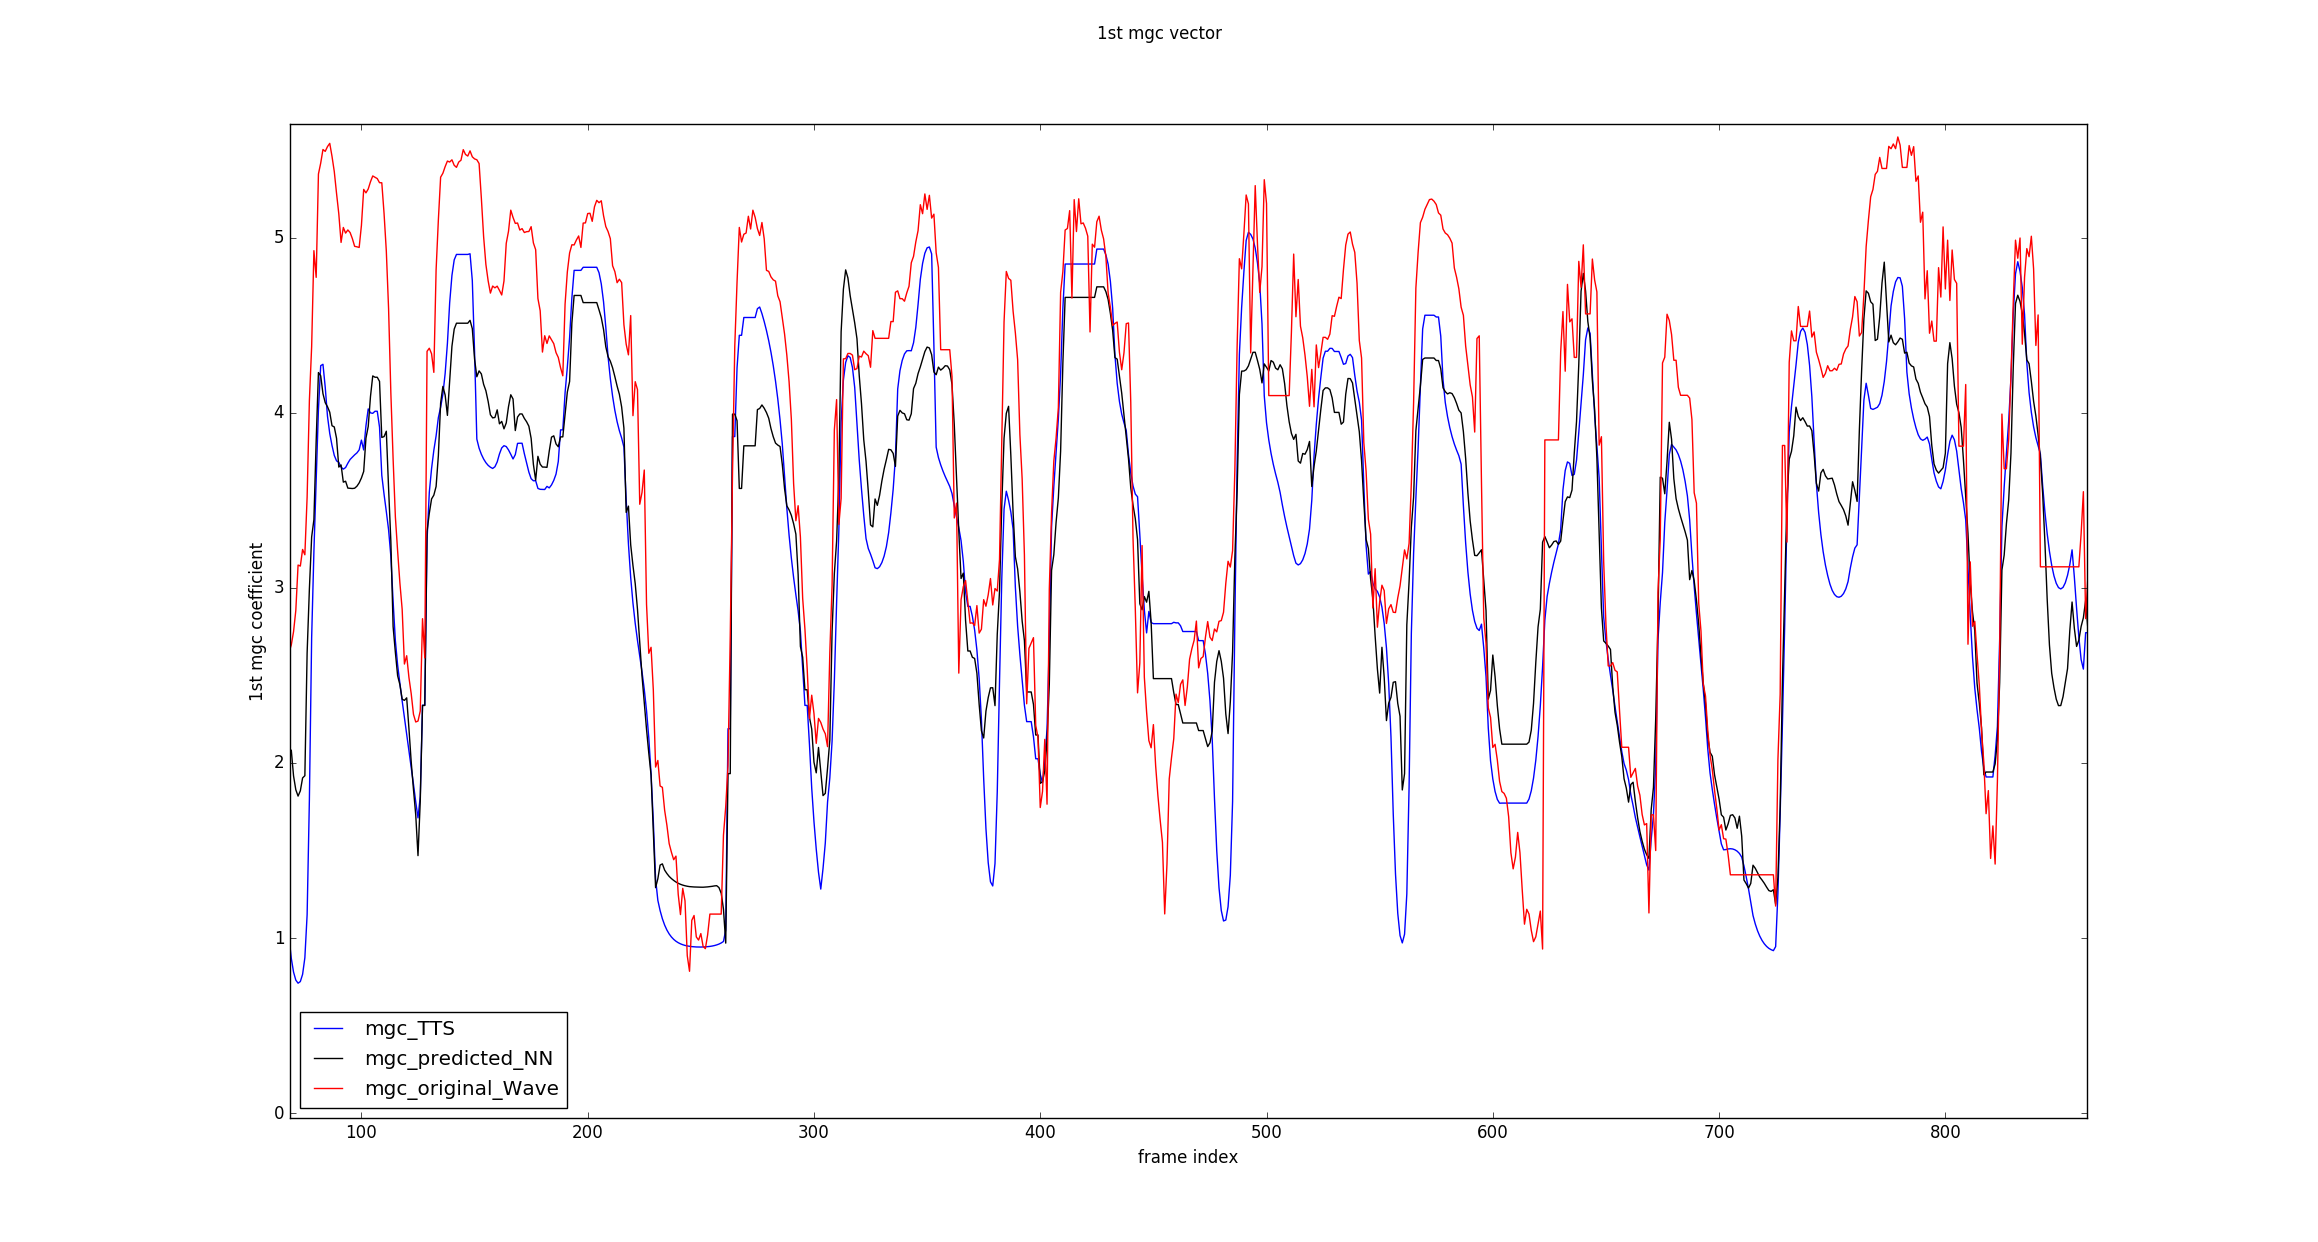 1st mgc vector
1st mgc coefficient
5
4
3
2
1
0
mgc_TTS
mgc_predicted_NN
mgc_original_Wave
100 200 300 400 500 600 700 800
frame index